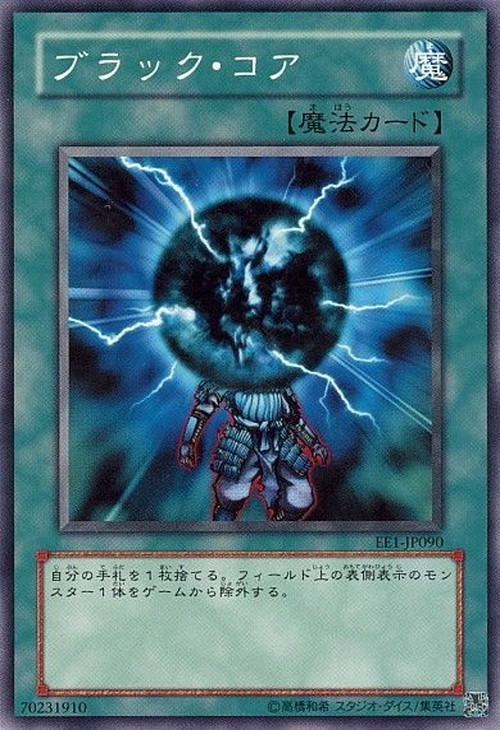 ブラック・コア
魔
【魔法カード】
EE1-JP090
自分の手札を1枚捨てる。フィールド上の表側表示のモン
スター1体をゲームから除外する。
70231910
©高橋和希 スタジオ・ダイス/集英社